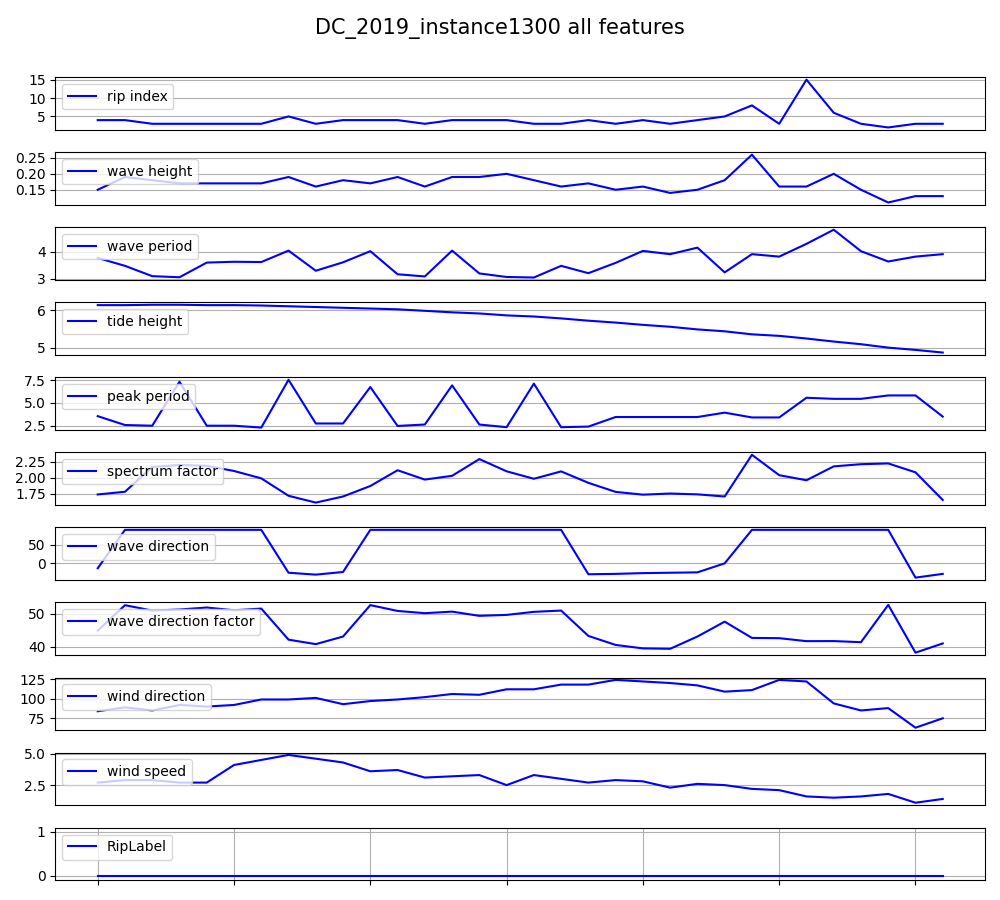 DC_2019_instance1300 all features
15
10
5
rip index
0.25
0.20
0.15
wave height
4
3
wave period
6
5
tide height
7.5
5.0
2.5
peak period
2.25
2.00
1.75
spectrum factor
50
0
wave direction
50
40
wave direction factor
125
100
75
wind direction
5.0
2.5
wind speed
1
0
RipLabel